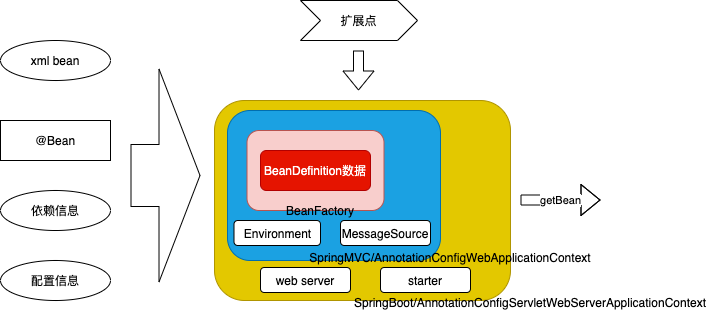 扩展点
xml bean
@Bean
依赖信息
配置信息
BeanDefinition数据
BeanFactory
Environment
MessageSource
SpringMVC/AnnotationConfigWebApplicationContext
web server
starter
SpringBoot/AnnotationConfigServletWebServerApplicationContext
getBean